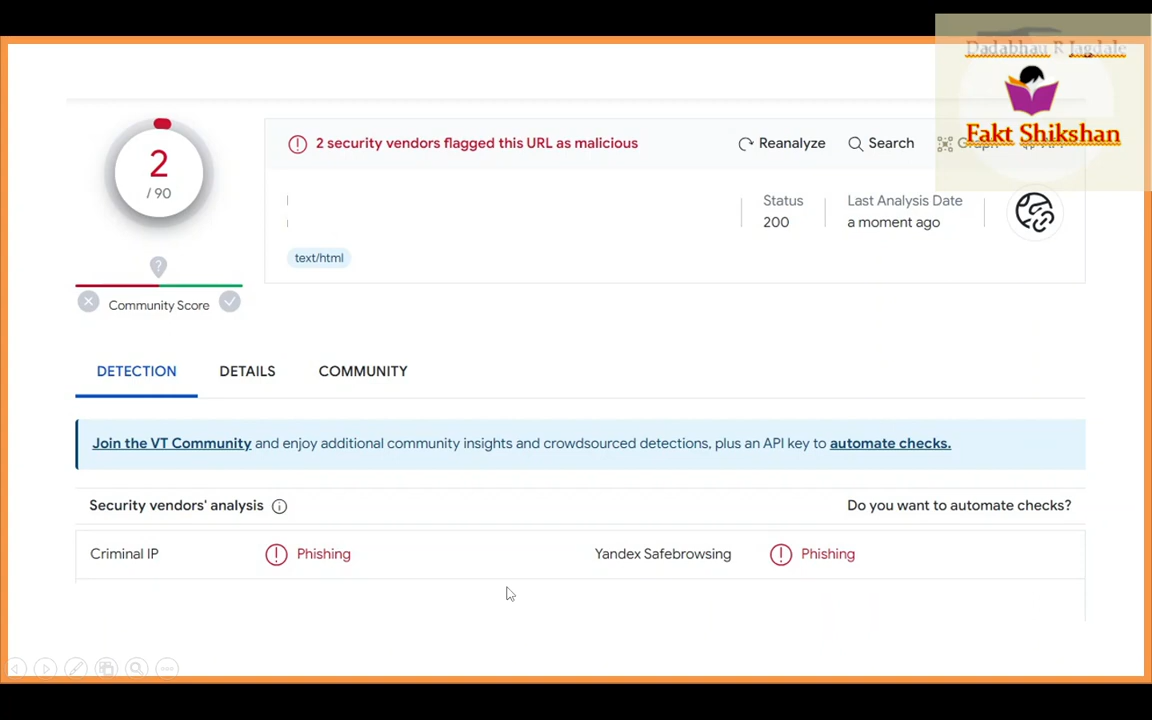 Dadabhau R Jagdale
Fakt Shikshan
2
/ 90
2 security vendors flagged this URL as malicious
Reanalyze
Search
Status
200
Last Analysis Date
a moment ago
text/html
?
Community Score
DETECTION
DETAILS
COMMUNITY
Join the VT Community and enjoy additional community insights and crowdsourced detections, plus an API key to automate checks.
Security vendors' analysis
Do you want to automate checks?
Criminal IP
Phishing
Yandex Safebrowsing
Phishing